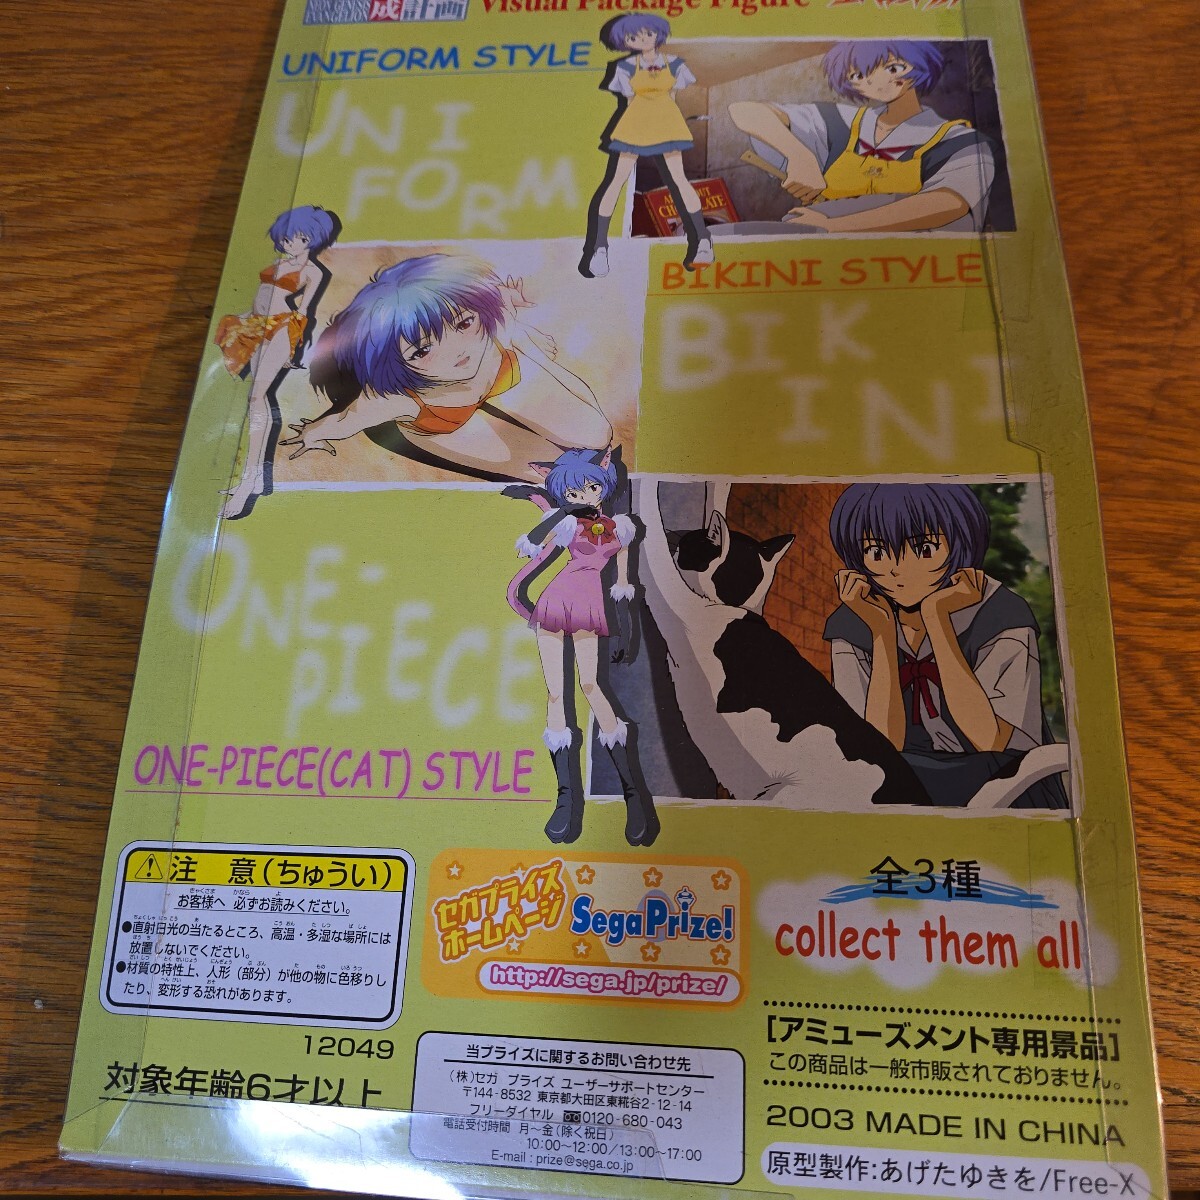 NEON GENESIS
EVANGELION
計画
Visual Package Figure
UNIFORM STYLE
UNI
FORM
CHOCOLATE
BIKINI STYLE
BIK
INI
ONE-
PIECE
ONE-PIECE(CAT) STYLE
注 意(ちゅうい)
お客様へ 必ずお読みください。
●直射日光の当たるところ、高温・多湿な場所には
放置しないでください。
●材質の特性上、人形(部分)が他の物に色移りし
たり、変形する恐れがあります。
12049
対象年齢6才以上
セガプライズ
ホームページ
SegaPrize!
http://sega.jp/prize/
当プライズに関するお問い合わせ先
(株)セガ プライズ ユーザーサポートセンター
〒144-8532 東京都大田区東糀谷2-12-14
フリーダイヤル 0120-680-043
電話受付時間 月〜金(除く祝日)
10:00〜12:00/13:00〜17:00
E-mail : prize@sega.co.jp
全3種
collect them all
[アミューズメント専用景品]
この商品は一般市販されておりません。
2003 MADE IN CHINA
原型製作:あげたゆきを/Free-X